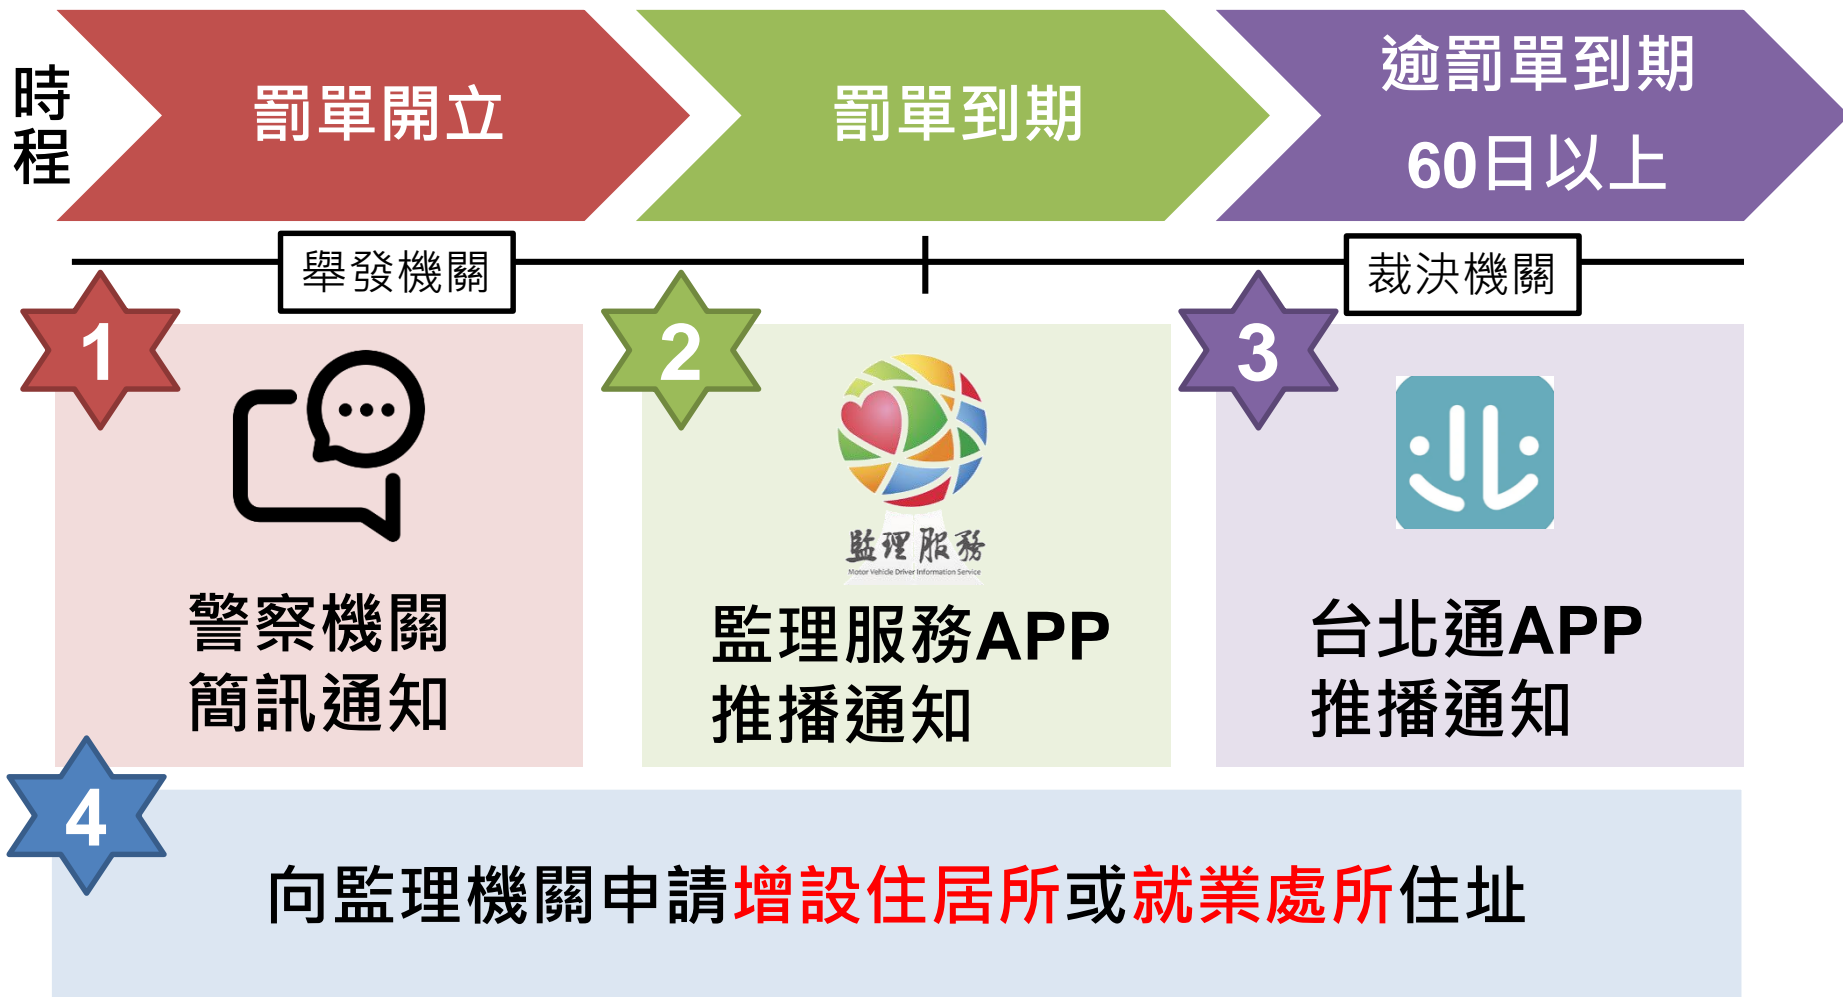 時程
罰單開立
罰單到期
逾罰單到期
60日以上
舉發機關
裁決機關
1
警察機關
簡訊通知
2
監理服務
Motor Vehicle Driver Information Service
監理服務APP
推播通知
3
台北通APP
推播通知
4
向監理機關申請增設住居所或就業處所住址